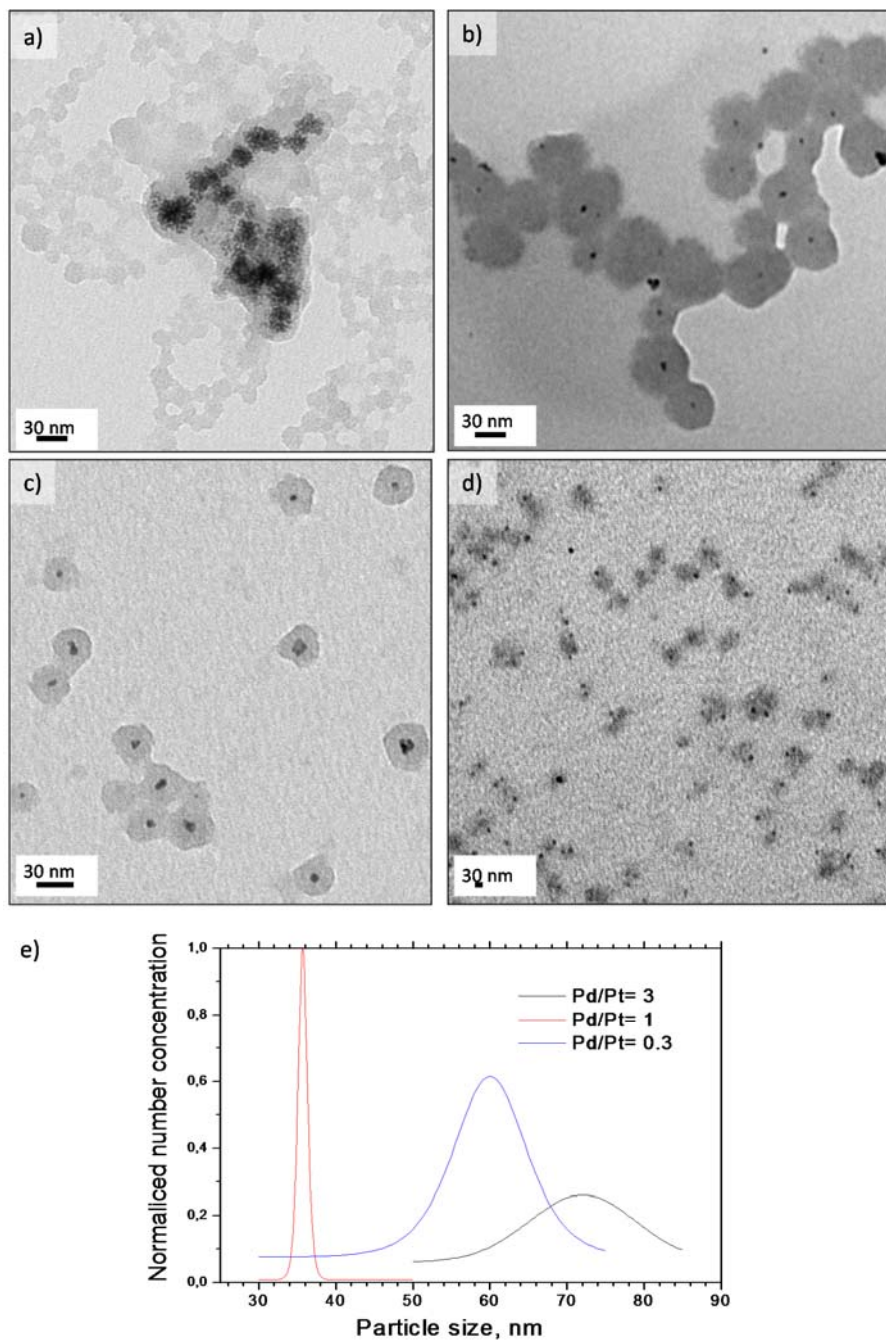 a)
b)
30 nm
30 nm
c)
d)
30 nm
30 nm
e)
Normaliced number concentration
1,0
0,8
0,6
0,4
0,2
0,0
Pd/Pt= 3
Pd/Pt= 1
Pd/Pt= 0.3
30 40 50 60 70 80 90
Particle size, nm